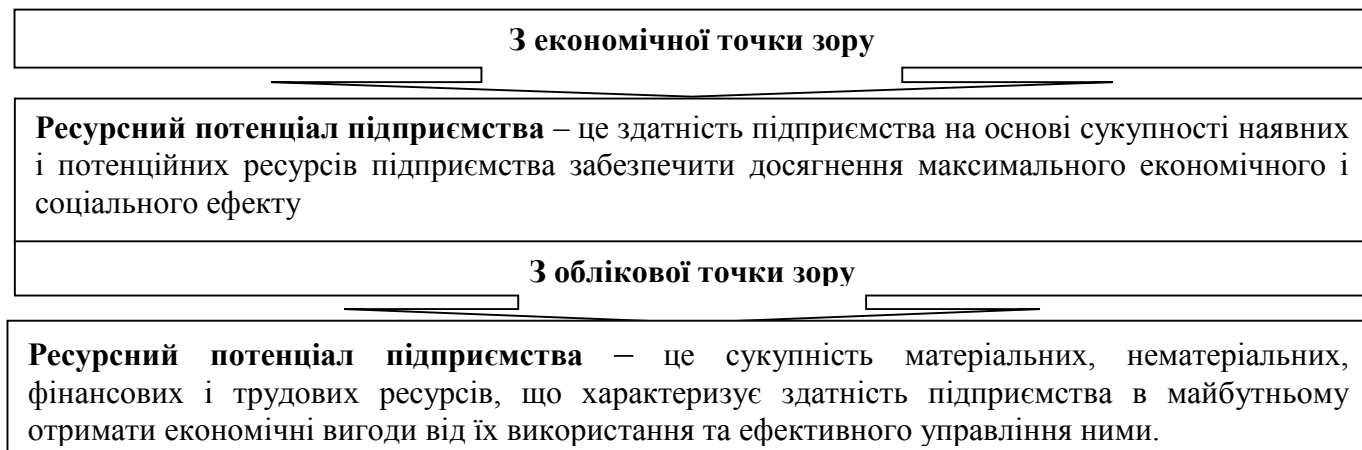 З економічної точки зору
Ресурсний потенціал підприємства – це здатність підприємства на основі сукупності наявних
і потенційних ресурсів підприємства забезпечити досягнення максимального економічного і
соціального ефекту
З облікової точки зору
Ресурсний потенціал підприємства – це сукупність матеріальних, нематеріальних,
фінансових і трудових ресурсів, що характеризує здатність підприємства в майбутньому
отримати економічні вигоди від їх використання та ефективного управління ними.